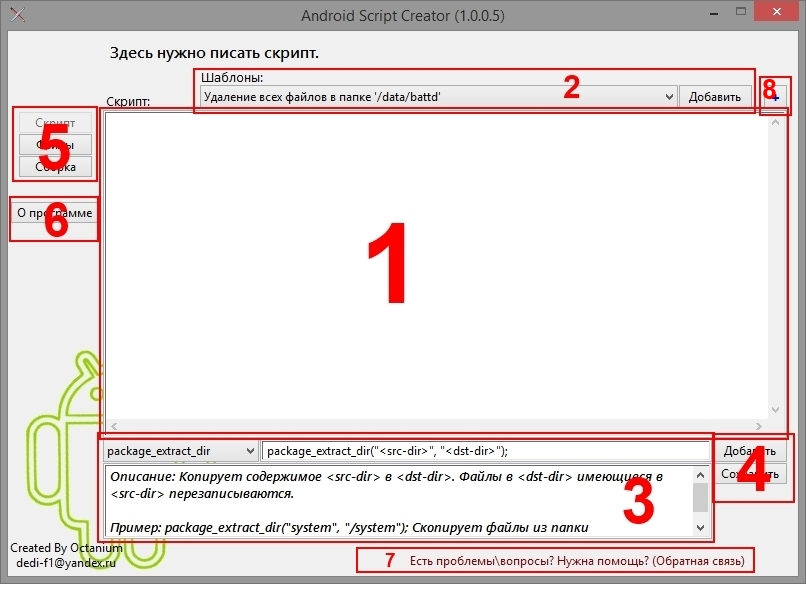 Android Script Creator (1.0.0.5)
Здесь нужно писать скрипт.
Шаблоны:
2
8
Скрипт:
Удаление всех файлов в папке '/data/battd'
Добавить
+
Скрипт
5
Файлы
Сборка
О программе
6
1
package_extract_dir
package_extract_dir("<src-dir>", "<dst-dir>");
Добавить
4
Сохранить
Описание: Копирует содержимое <src-dir> в <dst-dir>. Файлы в <dst-dir> имеющиеся в
<src-dir> перезаписываются.
3
Пример: package_extract_dir("system", "/system"); Скопирует файлы из папки
Created By Octanium
dedi-f1@yandex.ru
7
Есть проблемы\вопросы? Нужна помощь? (Обратная связь)